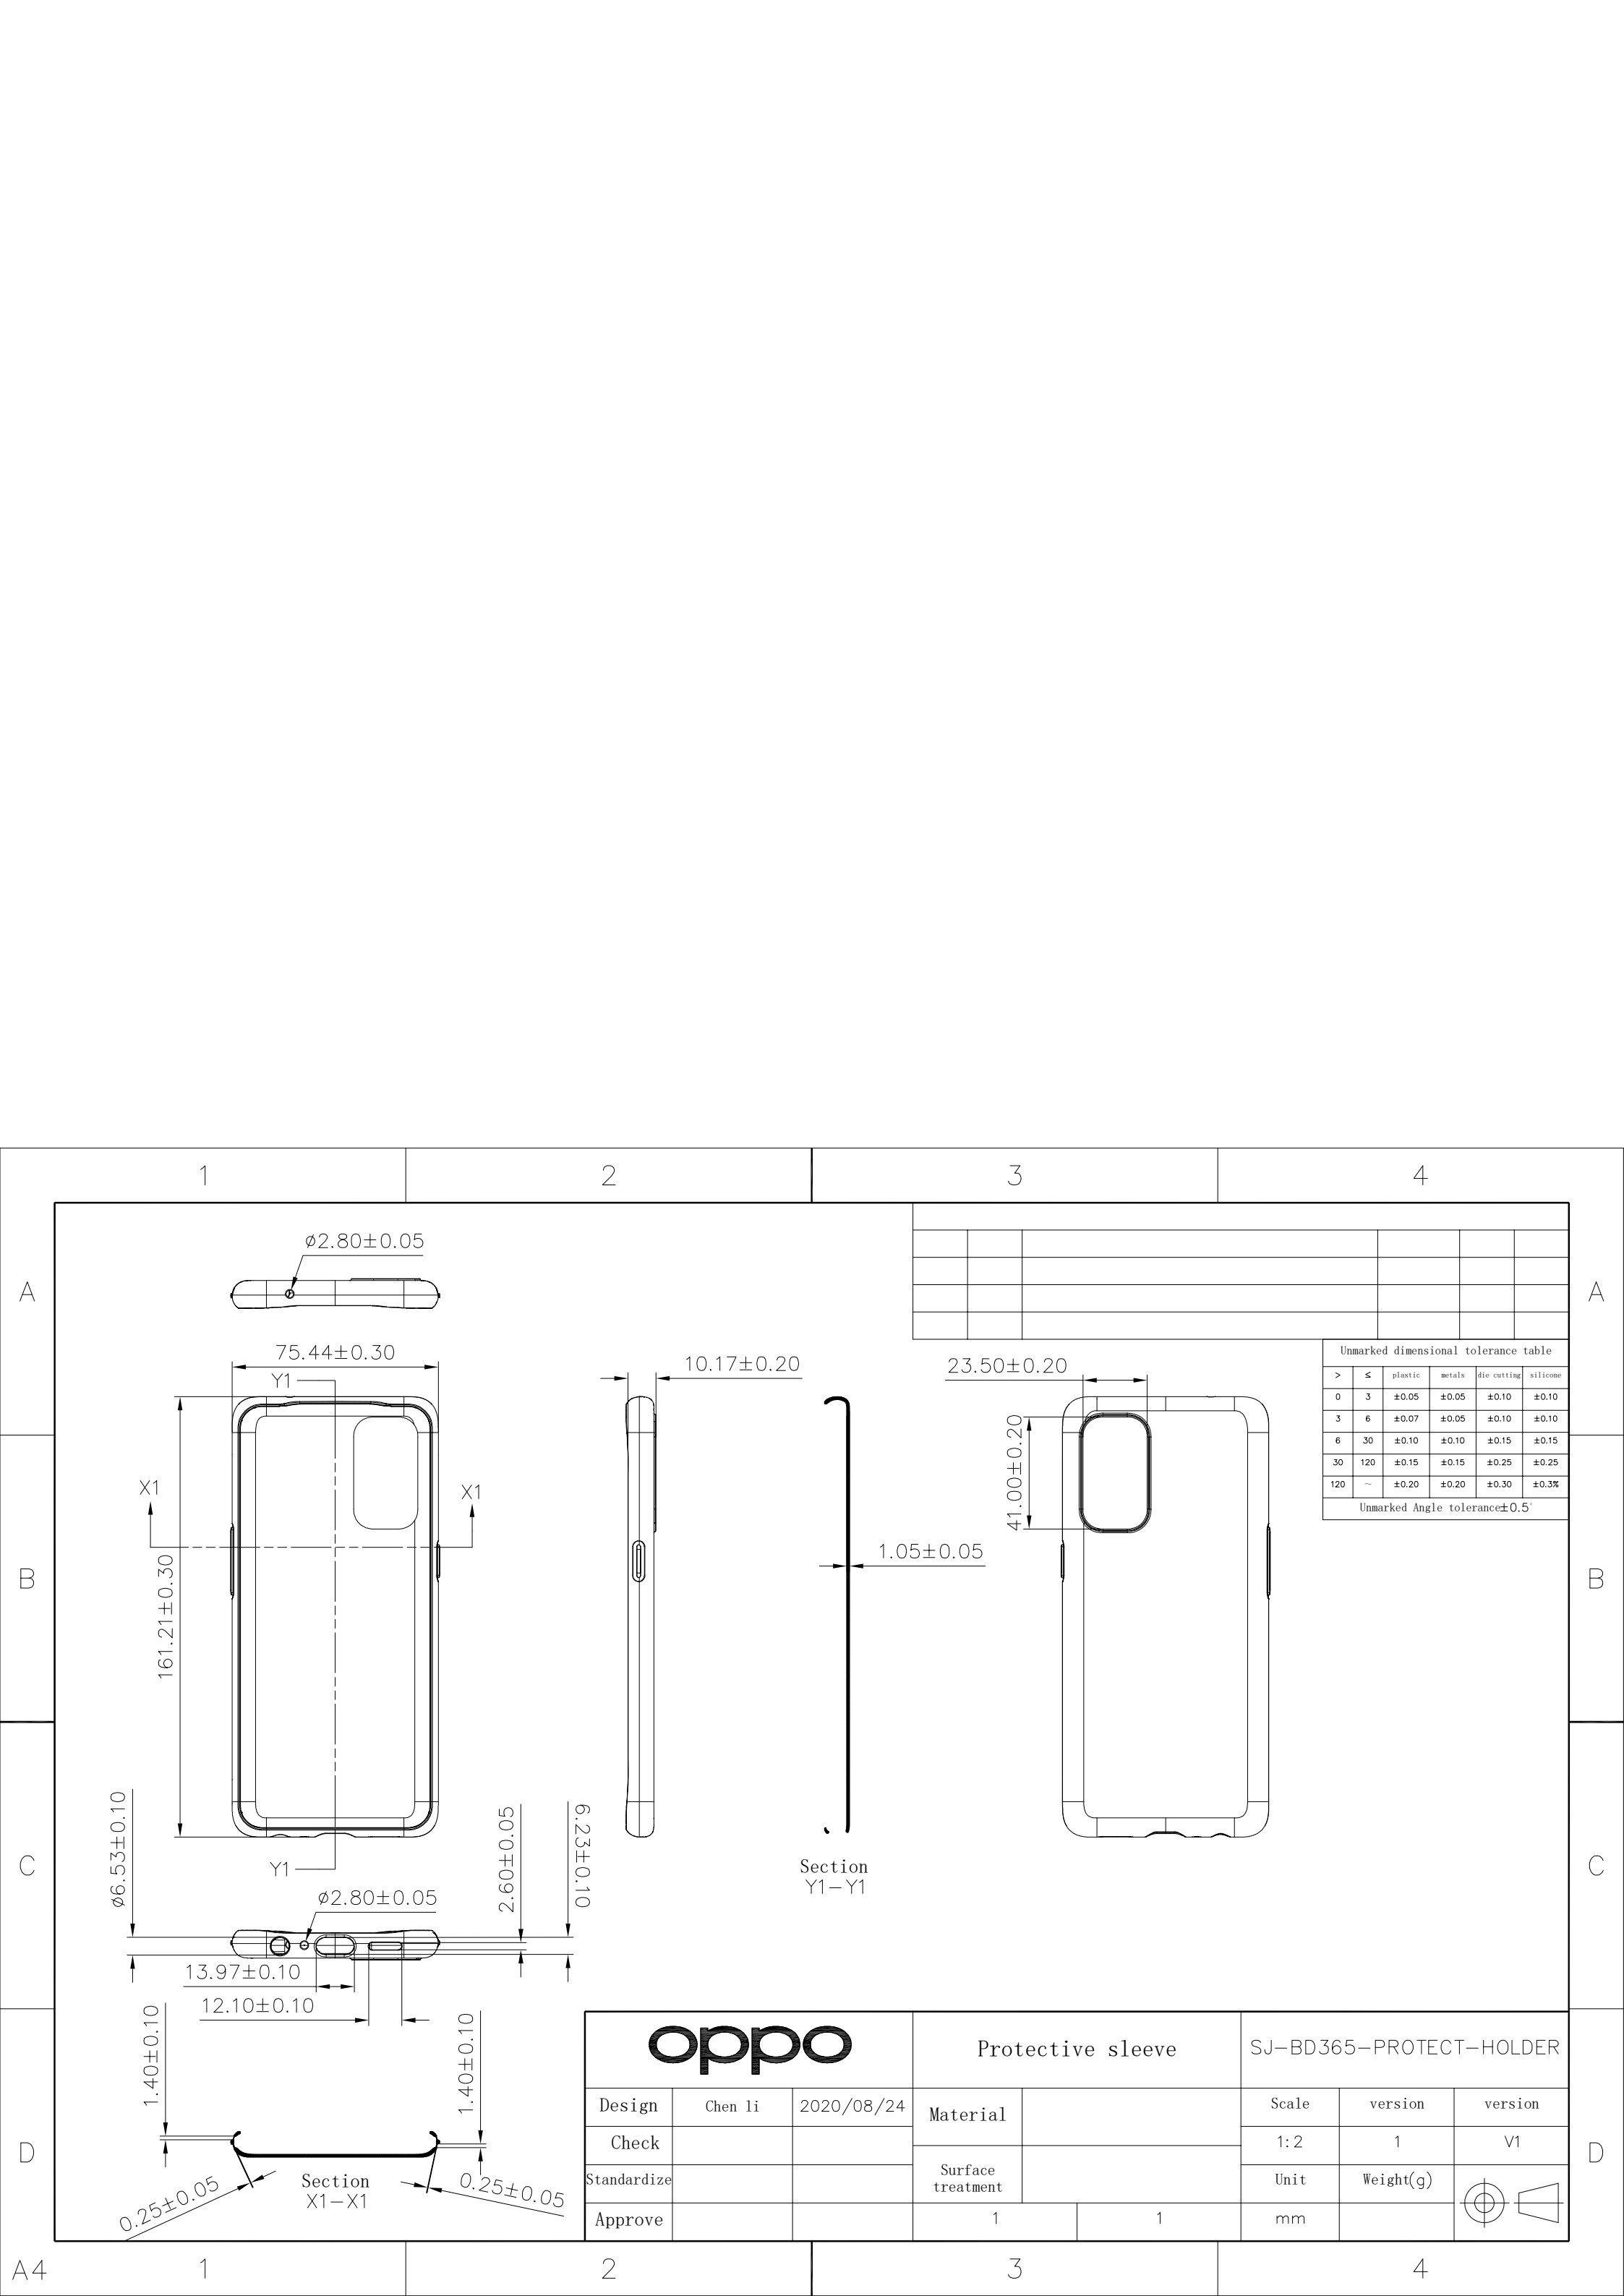 1 2 3 4
A A
B B
C C
D D
A4 1 2 3 4
ø2.80±0.05
75.44±0.30
Y1
X1 X1
161.21±0.30
Y1
10.17±0.20
1.05±0.05
Section
Y1-Y1
23.50±0.20
41.00±0.20
Unmarked dimensional tolerance table
> ≤ plastic metals die cutting silicone
0 3 ±0.05 ±0.05 ±0.10 ±0.10
3 6 ±0.07 ±0.05 ±0.10 ±0.10
6 30 ±0.10 ±0.10 ±0.15 ±0.15
30 120 ±0.15 ±0.15 ±0.25 ±0.25
120 ~ ±0.20 ±0.20 ±0.30 ±0.3%
Unmarked Angle tolerance±0.5°
ø6.53±0.10
ø2.80±0.05
2.60±0.05
6.23±0.10
13.97±0.10
12.10±0.10
1.40±0.10
1.40±0.10
0.25±0.05
Section
X1-X1
0.25±0.05
oppo
Protective sleeve
SJ-BD365-PROTECT-HOLDER
Design Chen li 2020/08/24
Check
Standardize
Approve
Material
Surface
treatment
1 1
Scale version version
1:2 1 V1
Unit Weight(g)
mm